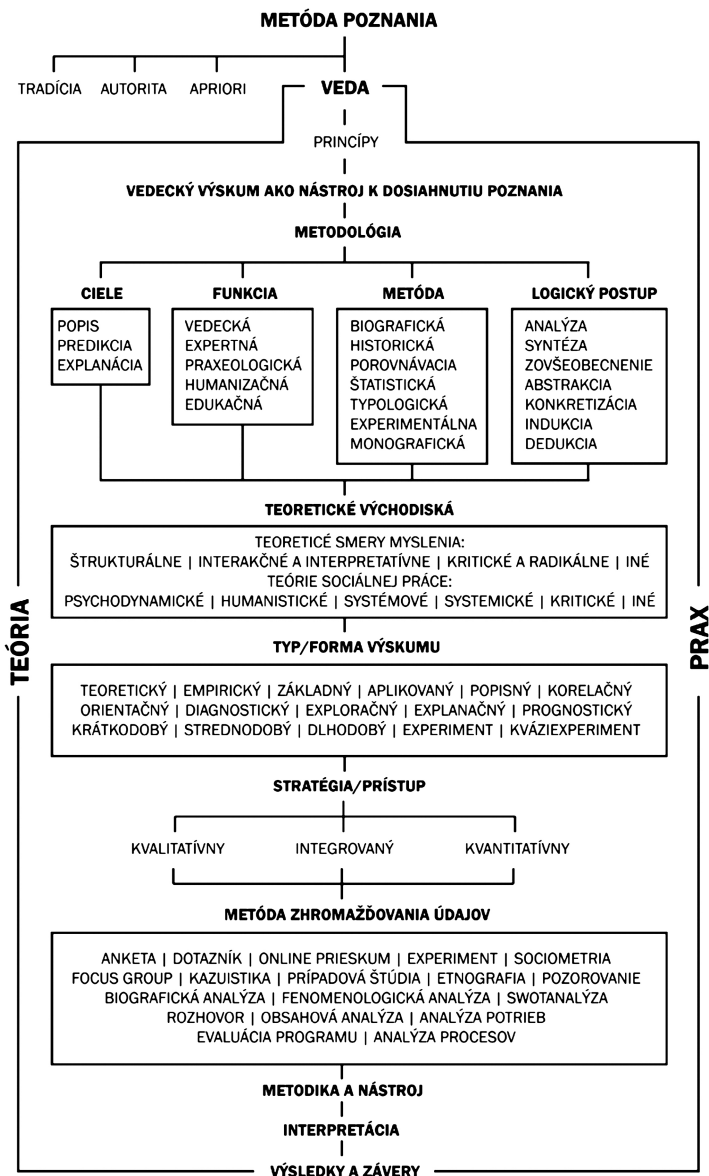 METÓDA POZNANIA
TRADÍCIA AUTORITA APRIORI
VEDA
PRINCÍPY
VEDECKÝ VÝSKUM AKO NÁSTROJ K DOSIAHNUTIU POZNANIA
METODOLÓGIA
CIELE
POPIS
PREDIKCIA
EXPLANÁCIA
FUNKCIA
VEDECKÁ
EXPERTNÁ
PRAXEOLOGICKÁ
HUMANIZAČNÁ
EDUKAČNÁ
METÓDA
BIOGRAFICKÁ
HISTORICKÁ
POROVNÁVACIA
ŠTATISTICKÁ
TYPOLOGICKÁ
EXPERIMENTÁLNA
MONOGRAFICKÁ
LOGICKÝ POSTUP
ANALÝZA
SYNTÉZA
ZOVŠEOBECNENIE
ABSTRAKCIA
KONKRETIZÁCIA
INDUKCIA
DEDUKCIA
TEORETICKÉ VÝCHODISKÁ
TEORETICÉ SMERY MYSLENIA:
ŠTRUKTURÁLNE | INTERAKČNÉ A INTERPRETATÍVNE | KRITICKÉ A RADIKÁLNE | INÉ
TEÓRIE SOCIÁLNEJ PRÁCE:
PSYCHODYNAMICKÉ | HUMANISTICKÉ | SYSTÉMOVÉ | SYSTEMICKÉ | KRITICKÉ | INÉ
TEÓRIA
PRAX
TYP/FORMA VÝSKUMU
TEORETICKÝ | EMPIRICKÝ | ZÁKLADNÝ | APLIKOVANÝ | POPISNÝ | KORELAČNÝ
ORIENTAČNÝ | DIAGNOSTICKÝ | EXPLORAČNÝ | EXPLANAČNÝ | PROGNOSTICKÝ
KRÁTKODOBÝ | STREDNODOBÝ | DLHODOBÝ | EXPERIMENT | KVÁZIEXPERIMENT
STRATÉGIA/PRÍSTUP
KVALITATÍVNY INTEGROVANÝ KVANTITATÍVNY
METÓDA ZHROMAŽĎOVANIA ÚDAJOV
ANKETA | DOTAZNÍK | ONLINE PRIESKUM | EXPERIMENT | SOCIOMETRIA
FOCUS GROUP | KAZUISTIKA | PRÍPADOVÁ ŠTÚDIA | ETNOGRAFIA | POZOROVANIE
BIOGRAFICKÁ ANALÝZA | FENOMENOLOGICKÁ ANALÝZA | SWOTANALÝZA
ROZHOVOR | OBSAHOVÁ ANALÝZA | ANALÝZA POTRIEB
EVALUÁCIA PROGRAMU | ANALÝZA PROCESOV
METODIKA A NÁSTROJ
INTERPRETÁCIA
VÝSLEDKY A ZÁVERY